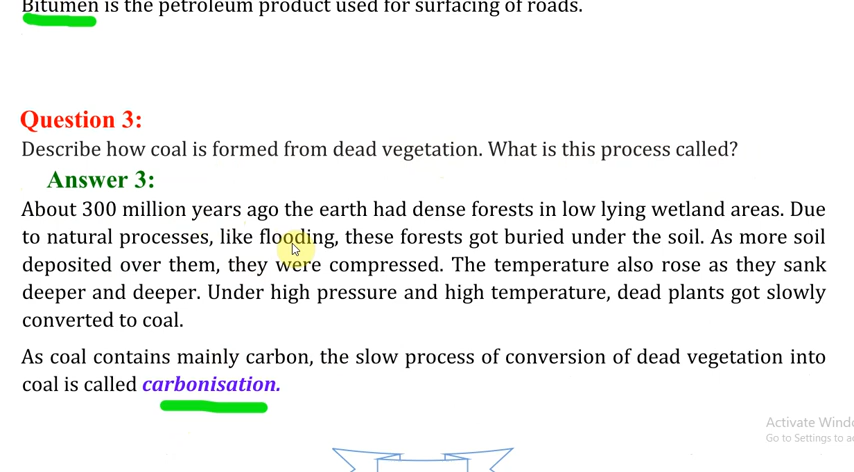 Bitumen is the petroleum product used for surfacing of roads.
Question 3:
Describe how coal is formed from dead vegetation. What is this process called?
Answer 3:
About 300 million years ago the earth had dense forests in low lying wetland areas. Due
to natural processes, like flooding, these forests got buried under the soil. As more soil
deposited over them, they were compressed. The temperature also rose as they sank
deeper and deeper. Under high pressure and high temperature, dead plants got slowly
converted to coal.
As coal contains mainly carbon, the slow process of conversion of dead vegetation into
coal is called carbonisation.
Activate Wind
Go to Settings to a